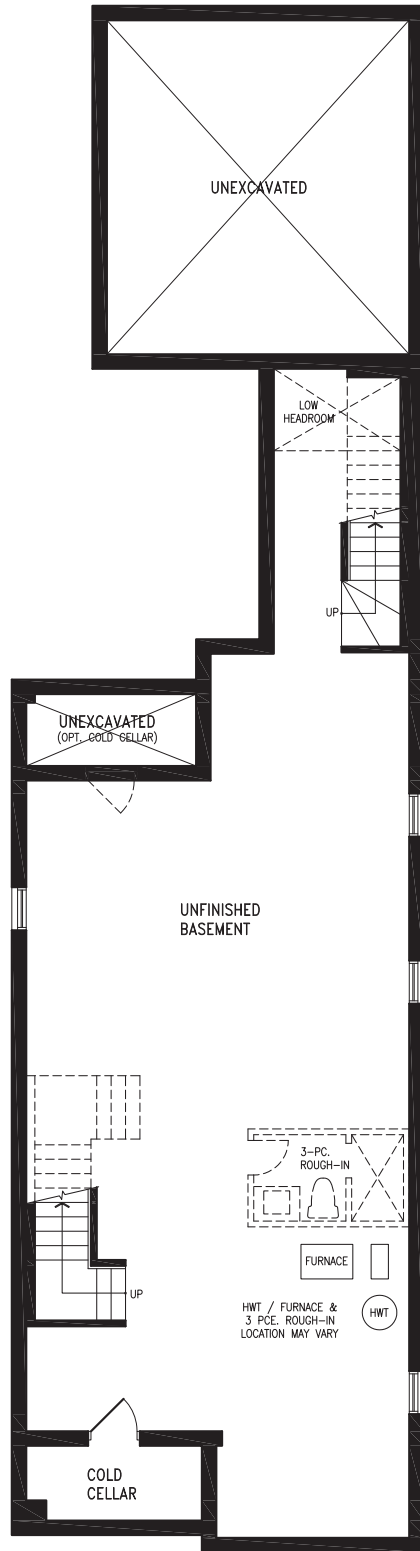 UNEXCAVATED
LOW
HEADROOM
UP
UNEXCAVATED
(OPT. COLD CELLAR)
UNFINISHED
BASEMENT
3-PC.
ROUGH-IN
FURNACE
UP
HWT / FURNACE &
3 PCE. ROUGH-IN
LOCATION MAY VARY
HWT
COLD
CELLAR